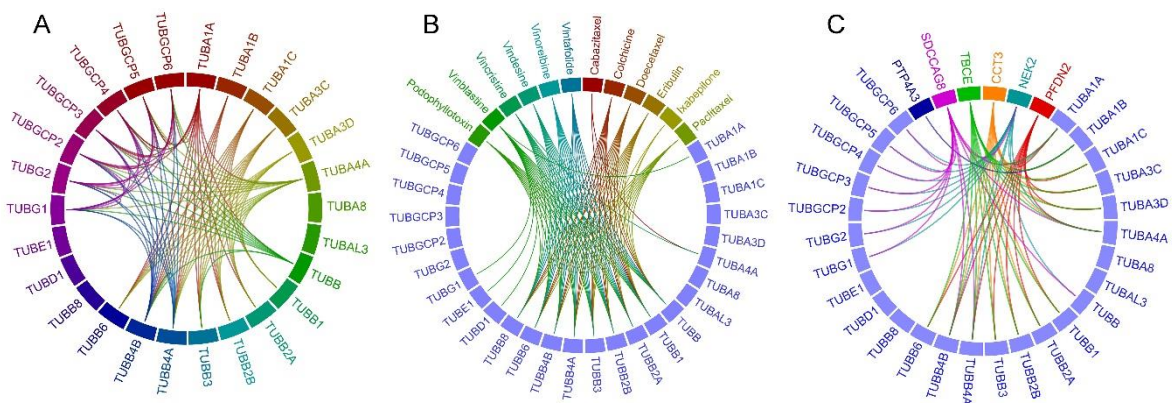 A
TUBGCP6
TUBA1A
TUBA1B
TUBA1C
TUBA3C
TUBA3D
TUBA4A
TUBA8
TUBAL3
TUBB
TUBB1
TUBB2A
TUBB2B
TUBB3
TUBB4A
TUBB4B
TUBB6
TUBB8
TUBD1
TUBE1
TUBG1
TUBG2
TUBGCP2
TUBGCP3
TUBGCP4
TUBGCP5
B
Vintafolide
Cabazitaxel
Colchicine
Docetaxel
Eribulin
Ixabepilone
Paclitaxel
TUBA1A
TUBA1B
TUBA1C
TUBA3C
TUBA3D
TUBA4A
TUBA8
TUBAL3
TUBB
TUBB1
TUBB2A
TUBB2B
TUBB3
TUBB4A
TUBB4B
TUBB6
TUBB8
TUBD1
TUBE1
TUBG1
TUBG2
TUBGCP2
TUBGCP3
TUBGCP4
TUBGCP5
TUBGCP6
Podophyllotoxin
Vinblastine
Vincristine
Vindesine
Vinorelbine
C
TBCE
CCT3
NEK2
PFDN2
TUBA1A
TUBA1B
TUBA1C
TUBA3C
TUBA3D
TUBA4A
TUBA8
TUBAL3
TUBB
TUBB1
TUBB2A
TUBB2B
TUBB3
TUBB4A
TUBB4B
TUBB6
TUBB8
TUBD1
TUBE1
TUBG1
TUBG2
TUBGCP2
TUBGCP3
TUBGCP4
TUBGCP5
TUBGCP6
PTP4A3
SDCCAG8